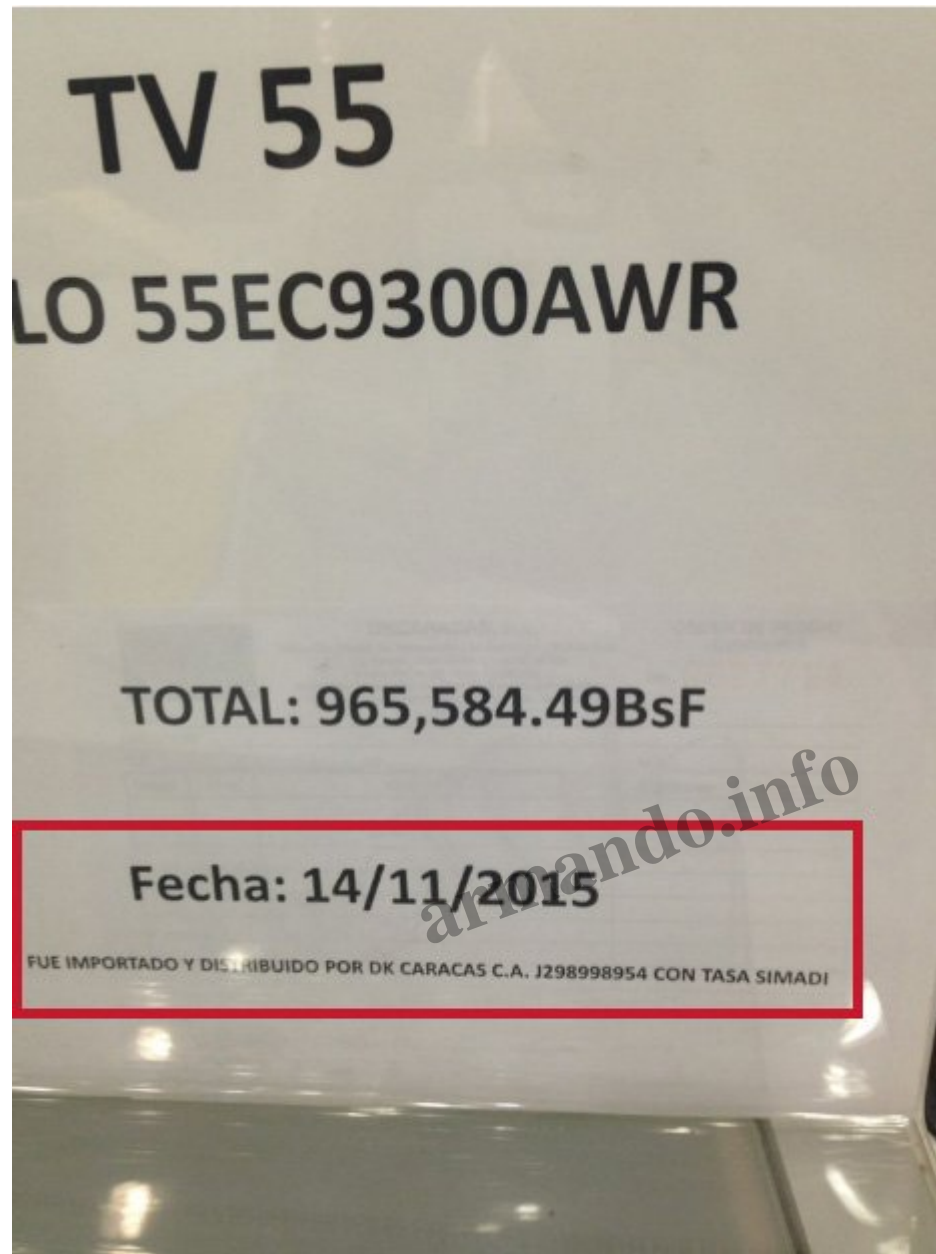 TV 55
LO 55EC9300AWR
TOTAL: 965,584.49BsF
armando.info
Fecha: 14/11/2015
FUE IMPORTADO Y DISTRIBUIDO POR DK CARACAS C.A. J298998954 CON TASA SIMADI